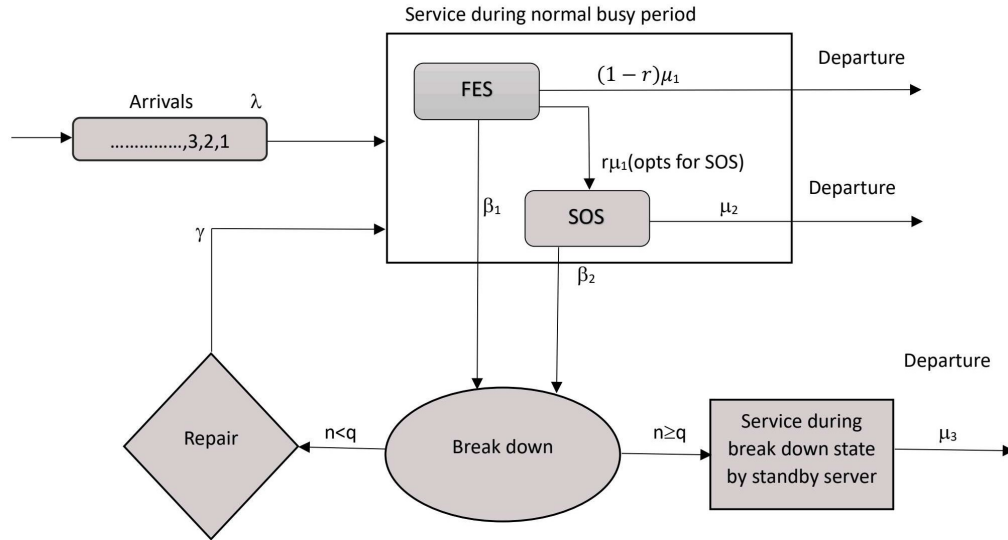 Service during normal busy period
Departure
FES
(1 − r)μ₁
Arrivals λ
……………,3,2,1
rμ₁(opts for SOS)
Departure
β₁
SOS
μ₂
γ
β₂
Departure
Repair
n<q
Break down
n≥q
Service during
break down state
by standby server
μ₃